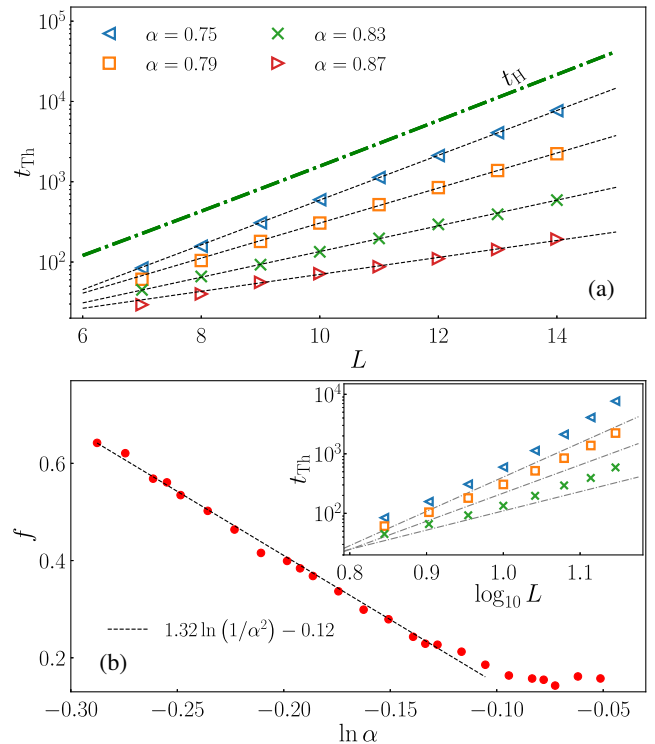 10^5
10^4
10^3
10^2
t_Th
α = 0.75 α = 0.83
α = 0.79 α = 0.87
t_H
(a)
6 8 10 12 14
L
0.6
0.4
0.2
f
10^4
10^3
10^2
t_Th
0.8 0.9 1.0 1.1
log_10 L
1.32 ln (1/α^2) − 0.12
(b)
−0.30 −0.25 −0.20 −0.15 −0.10 −0.05
ln α